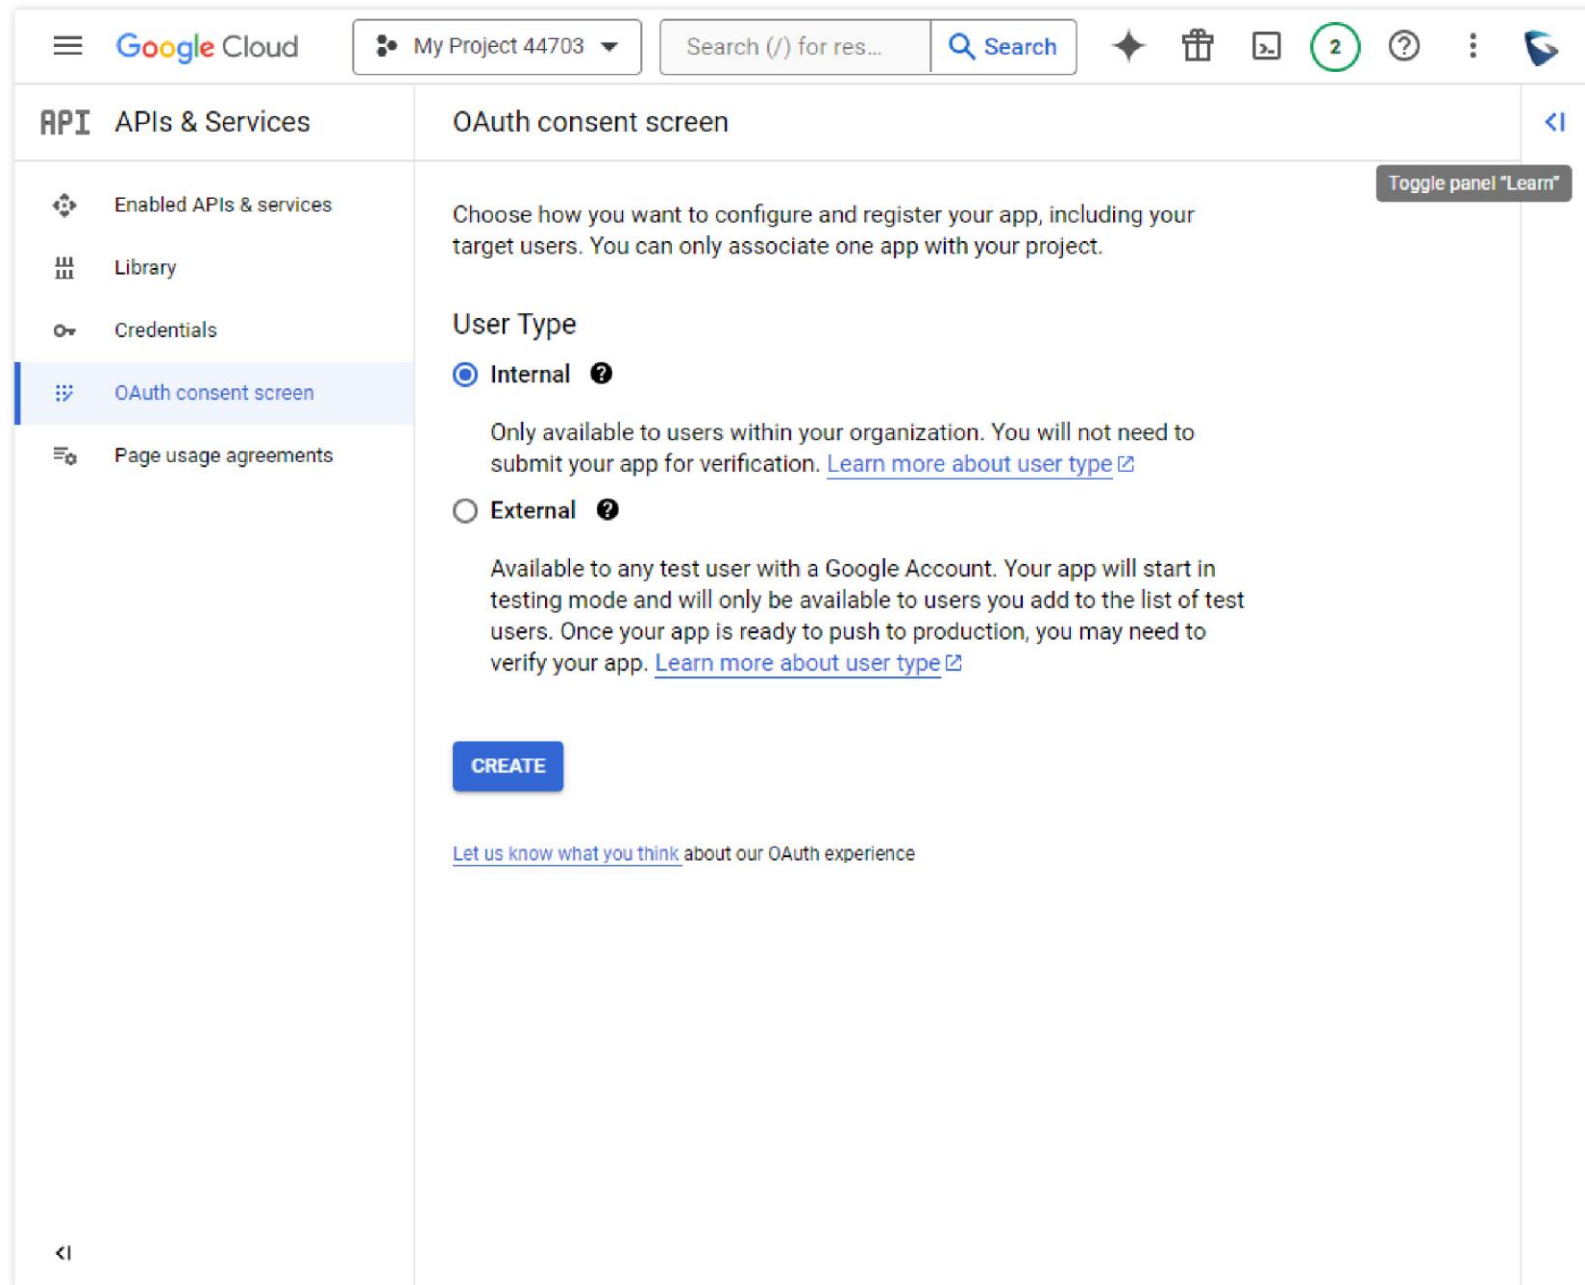 Google Cloud
My Project 44703
Search (/) for res...
Search
2
API APIs & Services
OAuth consent screen
Toggle panel “Learn”
Enabled APIs & services
Library
Credentials
OAuth consent screen
Page usage agreements
Choose how you want to configure and register your app, including your
target users. You can only associate one app with your project.
User Type
Internal
Only available to users within your organization. You will not need to
submit your app for verification. Learn more about user type
External
Available to any test user with a Google Account. Your app will start in
testing mode and will only be available to users you add to the list of test
users. Once your app is ready to push to production, you may need to
verify your app. Learn more about user type
CREATE
Let us know what you think about our OAuth experience